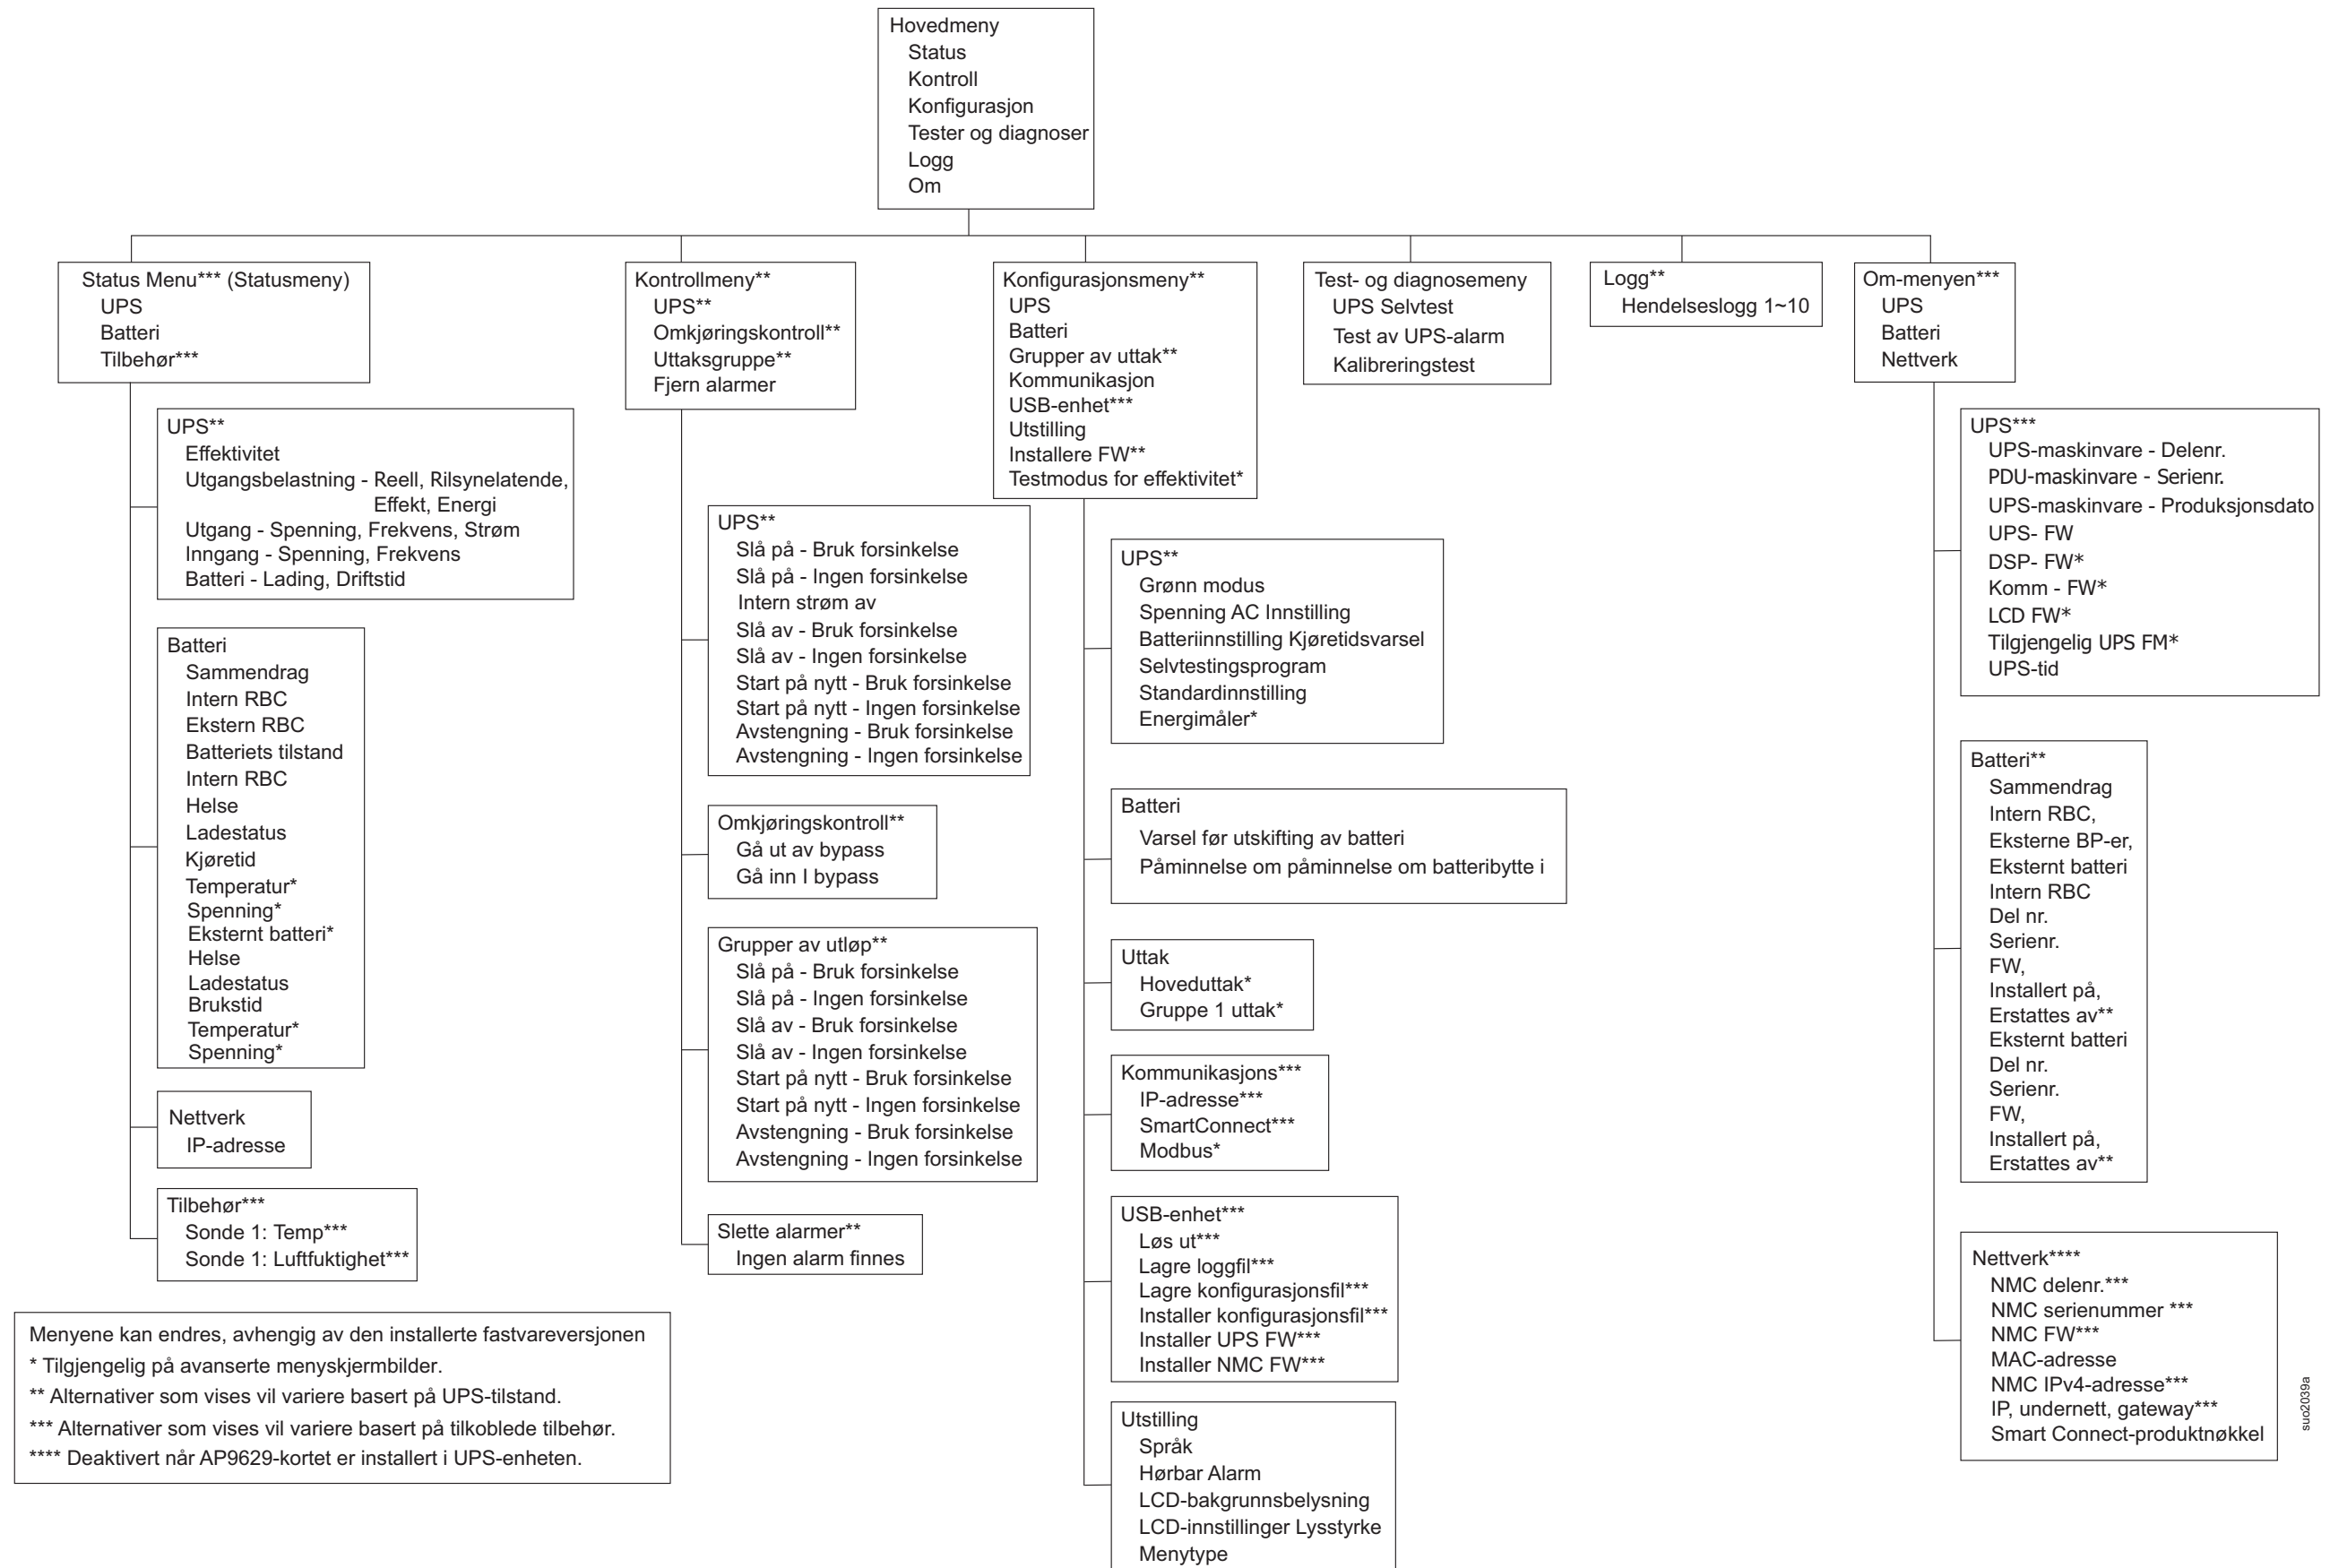 Hovedmeny
Status
Kontroll
Konfigurasjon
Tester og diagnoser
Logg
Om
Status Menu*** (Statusmeny)
UPS
Batteri
Tilbehør***
UPS**
Effektivitet
Utgangsbelastning - Reell, Rilsynelatende,
Effekt, Energi
Utgang - Spenning, Frekvens, Strøm
Inngang - Spenning, Frekvens
Batteri - Lading, Driftstid
Batteri
Sammendrag
Intern RBC
Ekstern RBC
Batteriets tilstand
Intern RBC
Helse
Ladestatus
Kjøretid
Temperatur*
Spenning*
Eksternt batteri*
Helse
Ladestatus
Brukstid
Temperatur*
Spenning*
Nettverk
IP-adresse
Tilbehør***
Sonde 1: Temp***
Sonde 1: Luftfuktighet***
Kontrollmeny**
UPS**
Omkjøringskontroll**
Uttaksgruppe**
Fjern alarmer
UPS**
Slå på - Bruk forsinkelse
Slå på - Ingen forsinkelse
Intern strøm av
Slå av - Bruk forsinkelse
Slå av - Ingen forsinkelse
Start på nytt - Bruk forsinkelse
Start på nytt - Ingen forsinkelse
Avstengning - Bruk forsinkelse
Avstengning - Ingen forsinkelse
Omkjøringskontroll**
Gå ut av bypass
Gå inn I bypass
Grupper av utløp**
Slå på - Bruk forsinkelse
Slå på - Ingen forsinkelse
Slå av - Bruk forsinkelse
Slå av - Ingen forsinkelse
Start på nytt - Bruk forsinkelse
Start på nytt - Ingen forsinkelse
Avstengning - Bruk forsinkelse
Avstengning - Ingen forsinkelse
Slette alarmer**
Ingen alarm finnes
Konfigurasjonsmeny**
UPS
Batteri
Grupper av uttak**
Kommunikasjon
USB-enhet***
Utstilling
Installere FW**
Testmodus for effektivitet*
UPS**
Grønn modus
Spenning AC Innstilling
Batteriinnstilling Kjøretidsvarsel
Selvtestingsprogram
Standardinnstilling
Energimåler*
Batteri
Varsel før utskifting av batteri
Påminnelse om påminnelse om batteribytte i
Uttak
Hoveduttak*
Gruppe 1 uttak*
Kommunikasjons***
IP-adresse***
SmartConnect***
Modbus*
USB-enhet***
Løs ut***
Lagre loggfil***
Lagre konfigurasjonsfil***
Installer konfigurasjonsfil***
Installer UPS FW***
Installer NMC FW***
Utstilling
Språk
Hørbar Alarm
LCD-bakgrunnsbelysning
LCD-innstillinger Lysstyrke
Menytype
Test- og diagnosemeny
UPS Selvtest
Test av UPS-alarm
Kalibreringstest
Logg**
Hendelseslogg 1~10
Om-menyen***
UPS
Batteri
Nettverk
UPS***
UPS-maskinvare - Delenr.
PDU-maskinvare - Serienr.
UPS-maskinvare - Produksjonsdato
UPS- FW
DSP- FW*
Komm - FW*
LCD FW*
Tilgjengelig UPS FM*
UPS-tid
Batteri**
Sammendrag
Intern RBC,
Eksterne BP-er,
Eksternt batteri
Intern RBC
Del nr.
Serienr.
FW,
Installert på,
Erstattes av**
Eksternt batteri
Del nr.
Serienr.
FW,
Installert på,
Erstattes av**
Nettverk****
NMC delenr.***
NMC serienummer ***
NMC FW***
MAC-adresse
NMC IPv4-adresse***
IP, undernett, gateway***
Smart Connect-produktnøkkel
Menyene kan endres, avhengig av den installerte fastvareversjonen
* Tilgjengelig på avanserte menyskjermbilder.
** Alternativer som vises vil variere basert på UPS-tilstand.
*** Alternativer som vises vil variere basert på tilkoblede tilbehør.
**** Deaktivert når AP9629-kortet er installert i UPS-enheten.
suo2039a